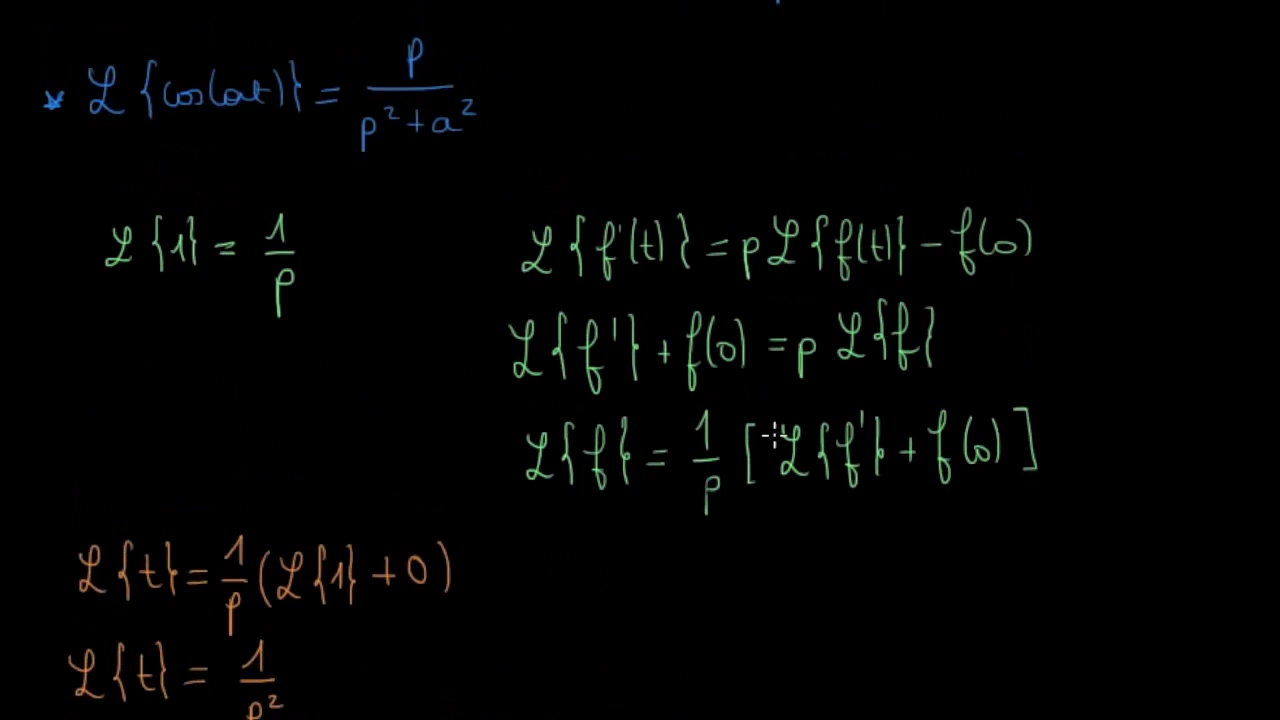 * ℒ{cos(at)} = p/(p²+a²)
ℒ{1} = 1/p
ℒ{f'(t)} = pℒ{f(t)} − f(0)
ℒ{f'} + f(0) = p ℒ{f}
ℒ{f} = 1/p [ℒ{f'} + f(0)]
ℒ{t} = 1/p (ℒ{1} + 0)
ℒ{t} = 1/p²